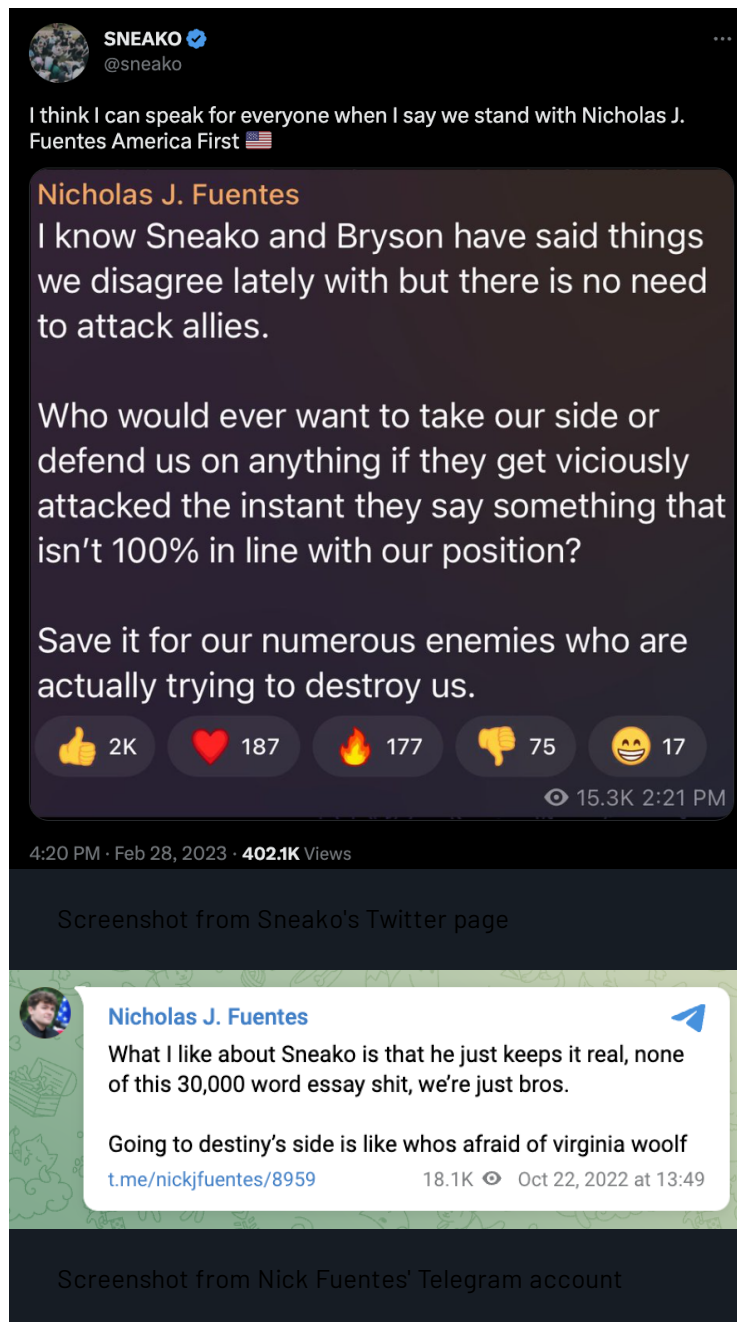 SNEAKO
@sneako
I think I can speak for everyone when I say we stand with Nicholas J.
Fuentes America First 🇺🇸
Nicholas J. Fuentes
I know Sneako and Bryson have said things
we disagree lately with but there is no need
to attack allies.
Who would ever want to take our side or
defend us on anything if they get viciously
attacked the instant they say something that
isn't 100% in line with our position?
Save it for our numerous enemies who are
actually trying to destroy us.
👍 2K ❤️ 187 🔥 177 👎 75 😁 17
15.3K 2:21 PM
4:20 PM · Feb 28, 2023 · 402.1K Views
Screenshot from Sneako's Twitter page
Nicholas J. Fuentes
What I like about Sneako is that he just keeps it real, none
of this 30,000 word essay shit, we're just bros.
Going to destiny's side is like whos afraid of virginia woolf
t.me/nickjfuentes/8959 18.1K Oct 22, 2022 at 13:49
Screenshot from Nick Fuentes' Telegram account